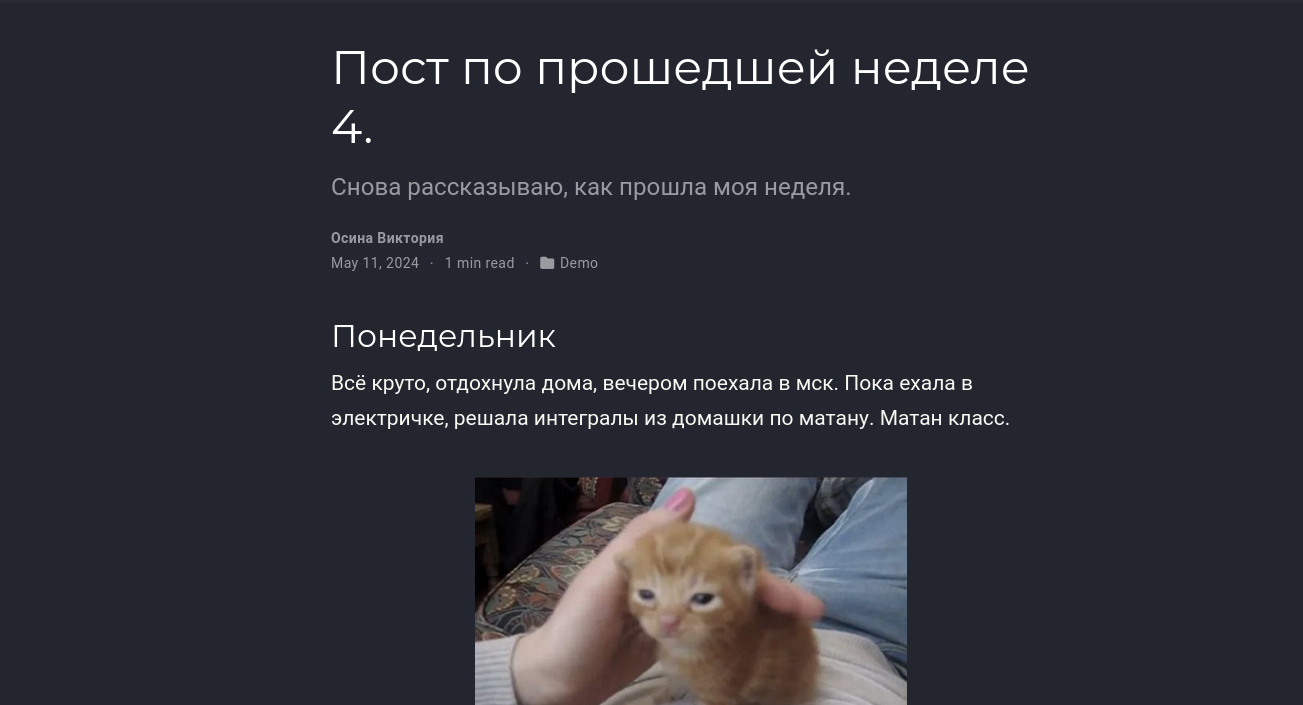 Пост по прошедшей неделе
4.
Снова рассказываю, как прошла моя неделя.
Осина Виктория
May 11, 2024 · 1 min read · Demo
Понедельник
Всё круто, отдохнула дома, вечером поехала в мск. Пока ехала в
электричке, решала интегралы из домашки по матану. Матан класс.